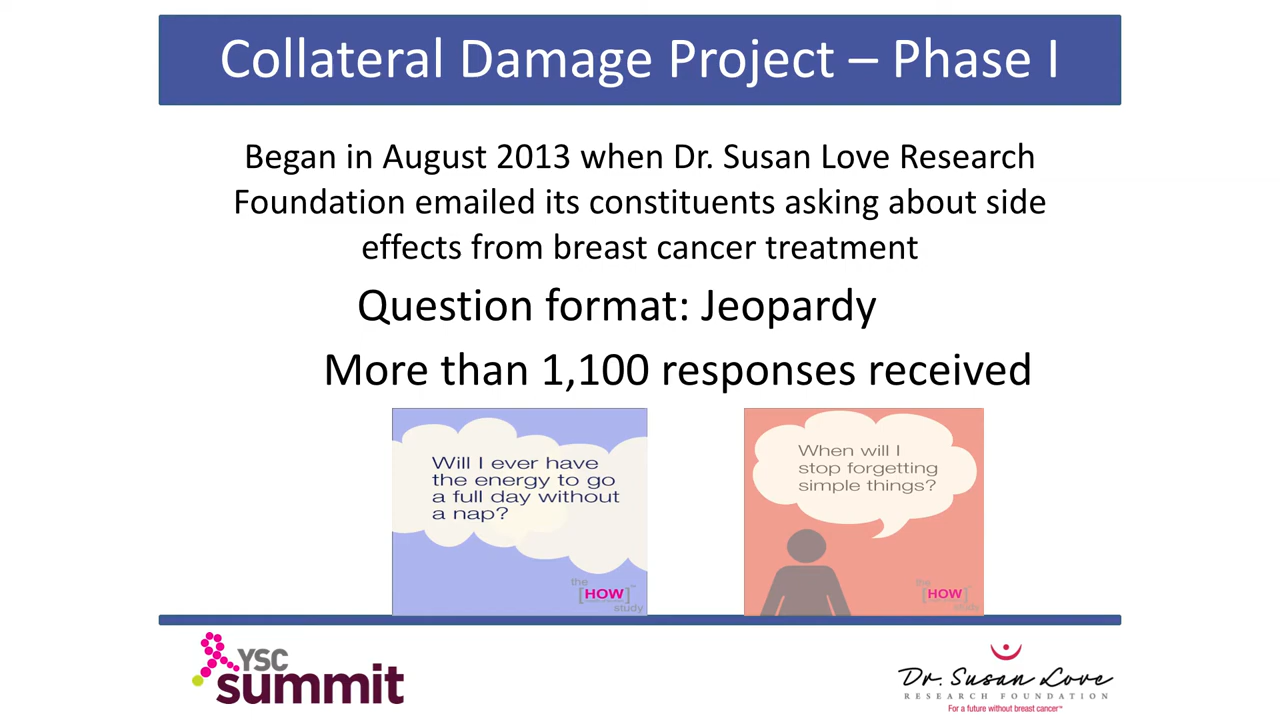 Collateral Damage Project – Phase I
Began in August 2013 when Dr. Susan Love Research
Foundation emailed its constituents asking about side
effects from breast cancer treatment
Question format: Jeopardy
More than 1,100 responses received
Will I ever have
the energy to go
a full day without
a nap?
the
[HOW]™
study
When will I
stop forgetting
simple things?
the
[HOW]
study
YSC
summit
Dr. Susan Love
RESEARCH FOUNDATION
For a future without breast cancer™